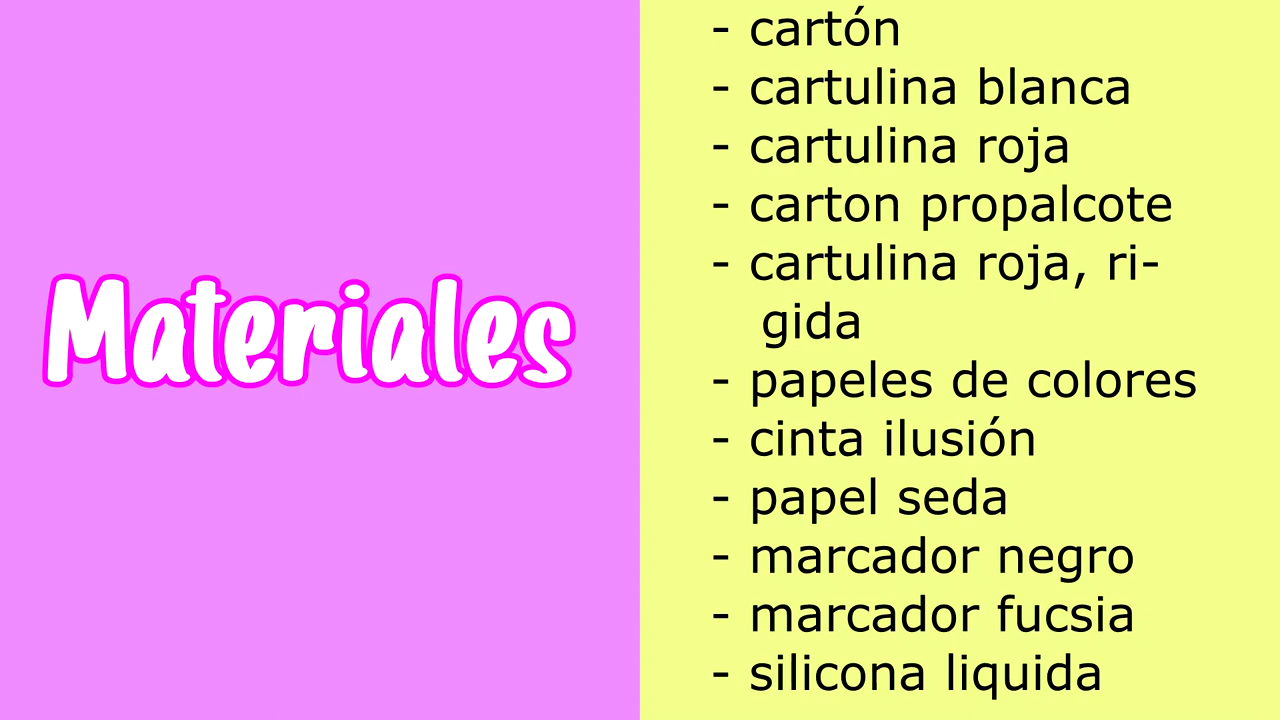 Materiales
- cartón
- cartulina blanca
- cartulina roja
- carton propalcote
- cartulina roja, ri-
gida
- papeles de colores
- cinta ilusión
- papel seda
- marcador negro
- marcador fucsia
- silicona liquida